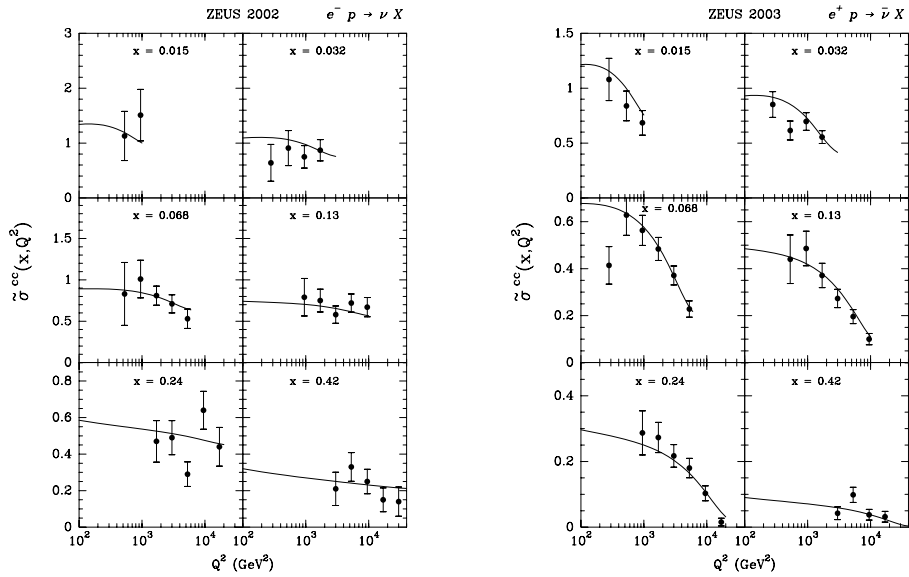 ZEUS 2002 e⁻ p → ν X
3
x = 0.015
x = 0.032
2
1
0
x = 0.068
x = 0.13
1.5
1
0.5
0
σ̃ ᶜᶜ(x,Q²)
0.8
x = 0.24
x = 0.42
0.6
0.4
0.2
0
10² 10³ 10⁴ 10² 10³ 10⁴
Q² (GeV²)
ZEUS 2003 e⁺ p → ν̄ X
1.5
x = 0.015
x = 0.032
1
0.5
0
x = 0.068
x = 0.13
0.6
0.4
0.2
0
σ̃ ᶜᶜ(x,Q²)
x = 0.24
x = 0.42
0.4
0.2
0
10² 10³ 10⁴ 10² 10³ 10⁴
Q² (GeV²)